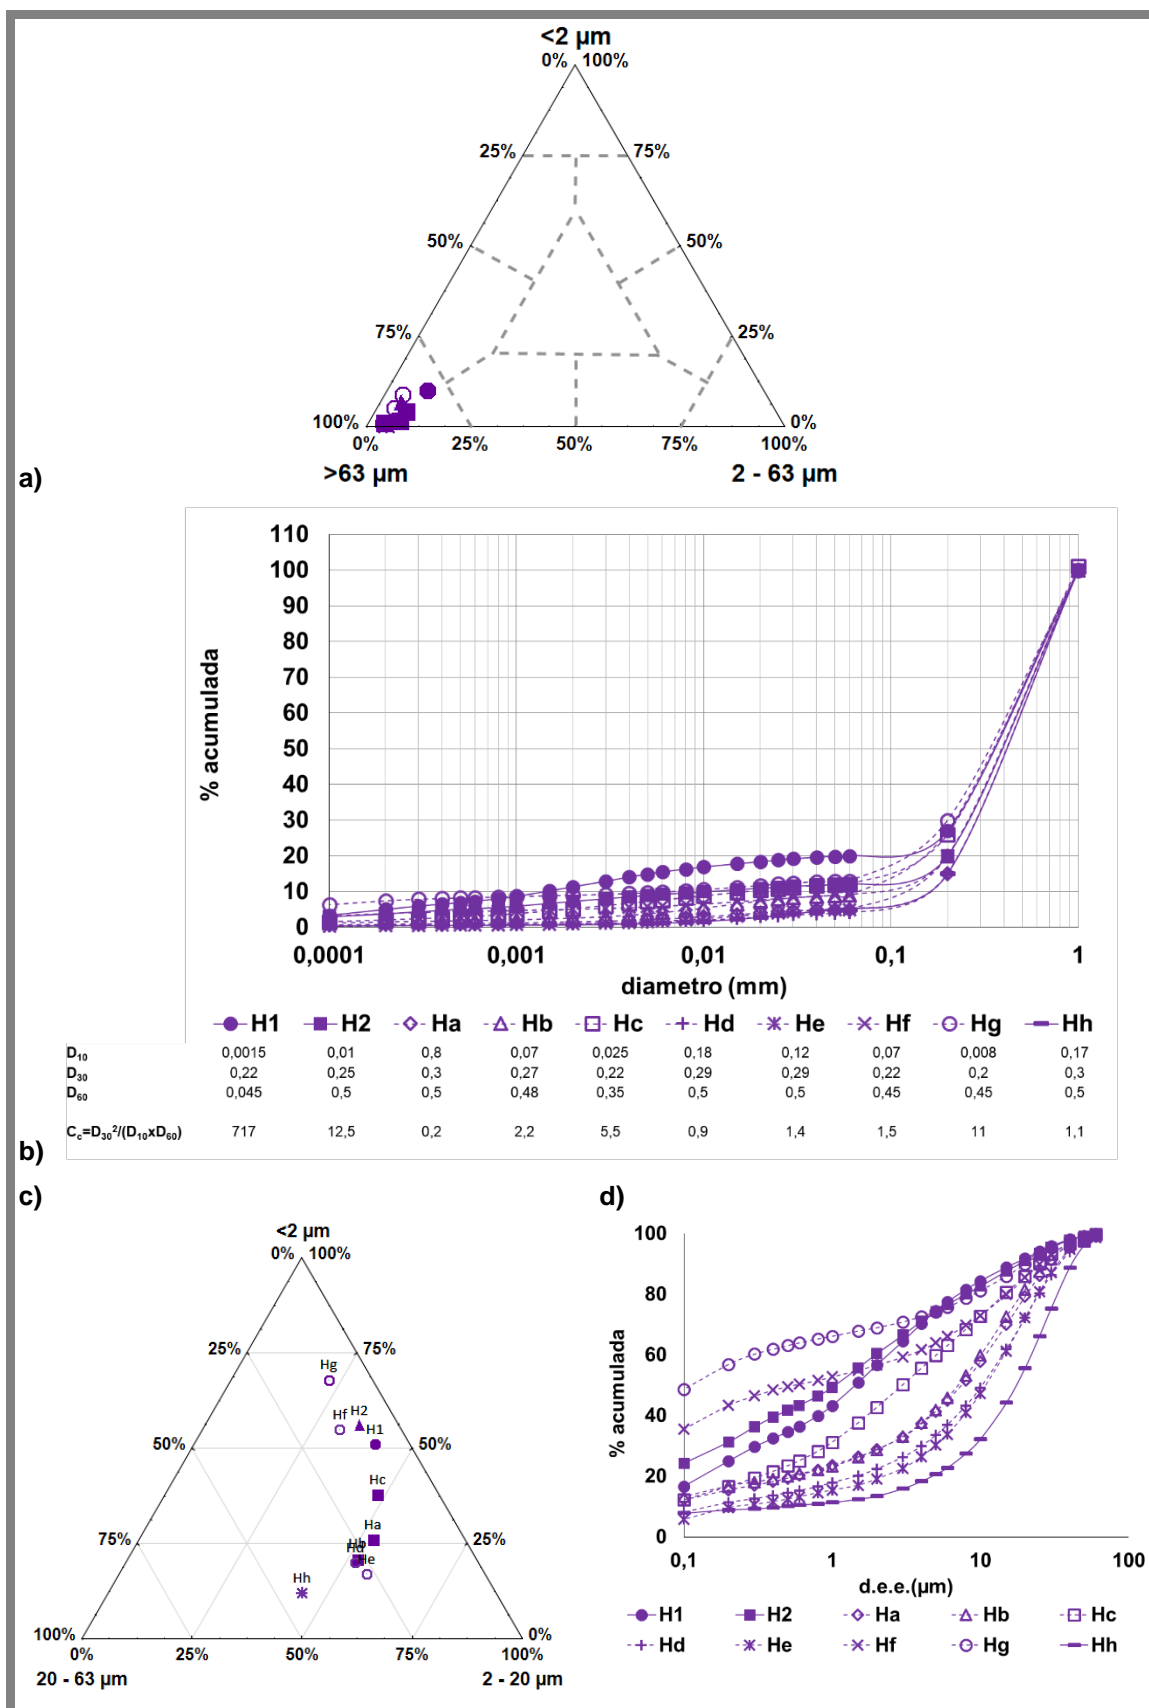 <2 µm
0% 100%
25% 75%
50% 50%
75% 25%
100% 0%
0% 25% 50% 75% 100%
>63 µm 2 - 63 µm
a)
110
100
90
80
70
60
50
40
30
20
10
0
% acumulada
0,0001 0,001 0,01 0,1 1
diametro (mm)
H1 H2 Ha Hb Hc Hd He Hf Hg Hh
D10 0,0015 0,01 0,8 0,07 0,025 0,18 0,12 0,07 0,008 0,17
D30 0,22 0,25 0,3 0,27 0,22 0,29 0,29 0,22 0,2 0,3
D60 0,045 0,5 0,5 0,48 0,35 0,5 0,5 0,45 0,45 0,5
Cc=D30²/(D10xD60) 717 12,5 0,2 2,2 5,5 0,9 1,4 1,5 11 1,1
b)
c)
<2 µm
0% 100%
25% 75%
Hg
Hf H2
H1
50% 50%
Hc
Ha
75% Hb 25%
Hd
He
Hh
100% 0%
0% 25% 50% 75% 100%
20 - 63 µm 2 - 20 µm
d)
100
80
60
40
20
0
% acumulada
0,1 1 10 100
d.e.e.(µm)
H1 H2 Ha Hb Hc
Hd He Hf Hg Hh